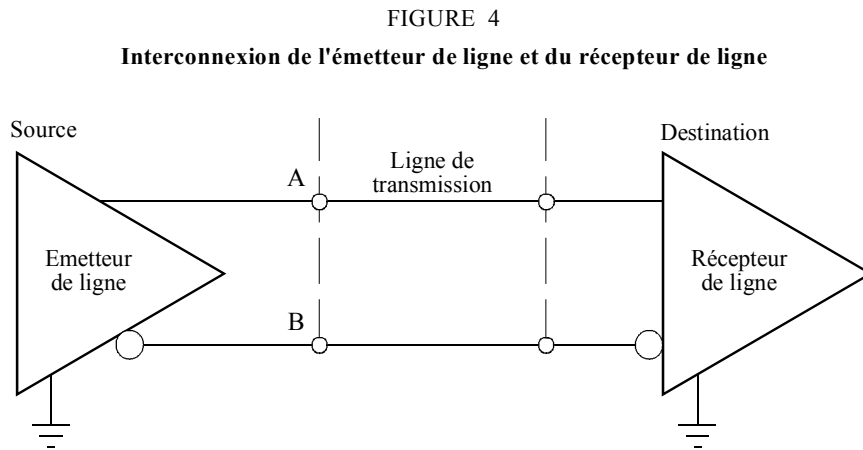 FIGURE 4
Interconnexion de l'émetteur de ligne et du récepteur de ligne
Source
Destination
A
Ligne de
transmission
Emetteur
de ligne
Récepteur
de ligne
B